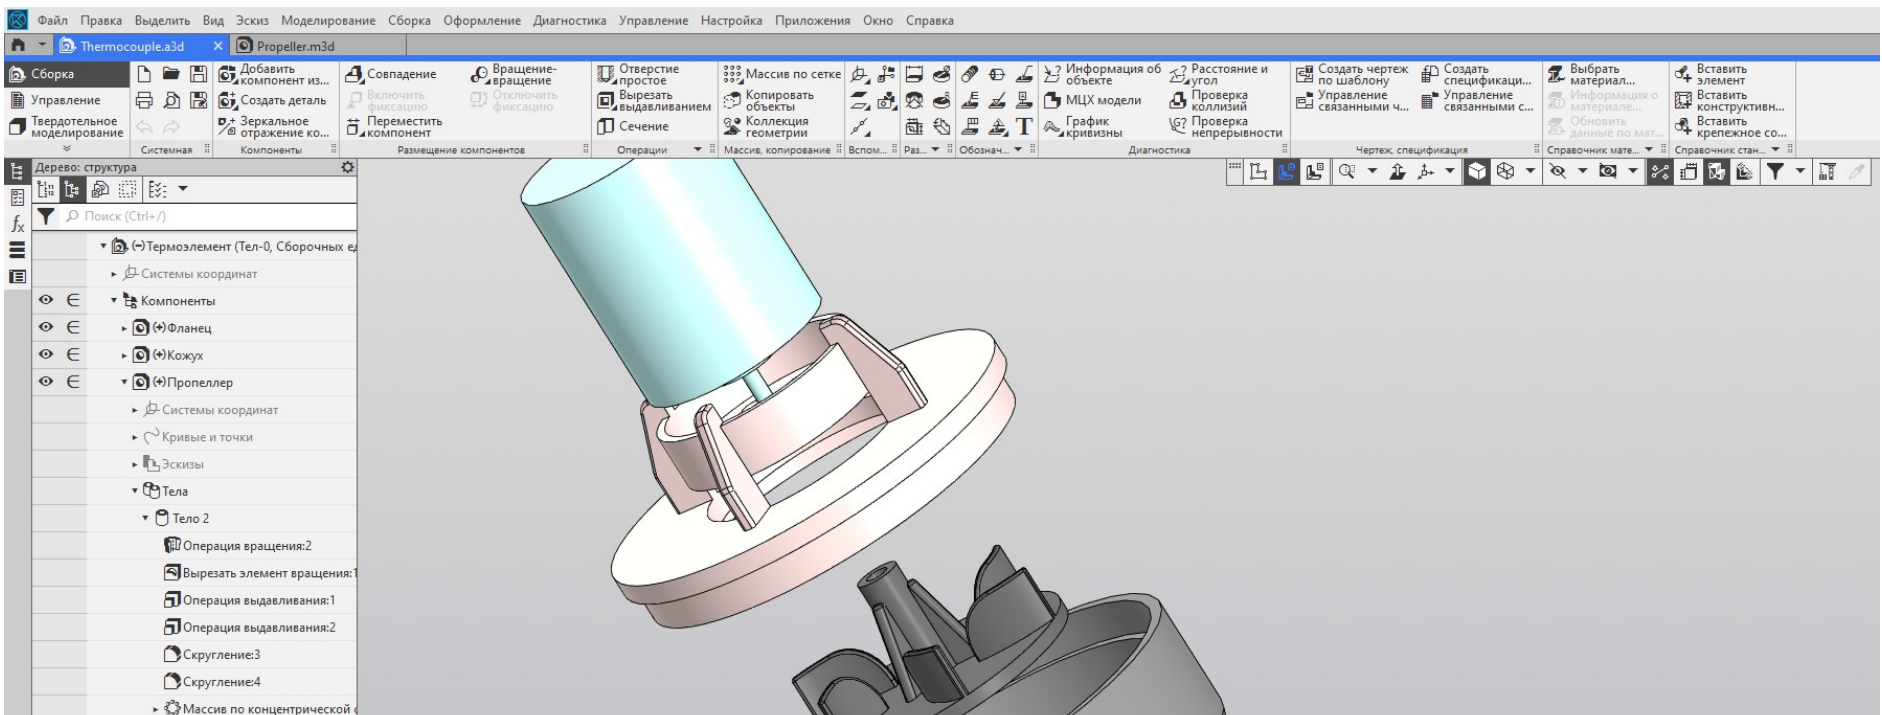 Файл Правка Выделить Вид Эскиз Моделирование Сборка Оформление Диагностика Управление Настройка Приложения Окно Справка
Thermocouple.a3d Propeller.m3d
Сборка
Управление
Твердотельное
моделирование
Системная
Добавить
компонент из...
Создать деталь
Зеркальное
отражение ко...
Компоненты
Совпадение
Включить
фиксацию
Переместить
компонент
Вращение-
вращение
Отключить
фиксацию
Размещение компонентов
Отверстие
простое
Вырезать
выдавливанием
Сечение
Операции
Массив по сетке
Копировать
объекты
Коллекция
геометрии
Массив, копирование
Вспом...
Раз...
Обознач...
Информация об
объекте
МЦХ модели
График
кривизны
Расстояние и
угол
Проверка
коллизий
Проверка
непрерывности
Диагностика
Создать чертеж
по шаблону
Управление
связанными ч...
Создать
спецификаци...
Управление
связанными с...
Чертеж, спецификация
Выбрать
материал...
Информация о
материале...
Обновить
данные по мат...
Справочник мате...
Вставить
элемент
Вставить
конструктивн...
Вставить
крепежное со...
Справочник стан...
Дерево: структура
Поиск (Ctrl+/)
(-)Термоэлемент (Тел-0, Сборочных е
Системы координат
Компоненты
(+)Фланец
(+)Кожух
(+)Пропеллер
Системы координат
Кривые и точки
Эскизы
Тела
Тело 2
Операция вращения:2
Вырезать элемент вращения:1
Операция выдавливания:1
Операция выдавливания:2
Скругление:3
Скругление:4
Массив по концентрической